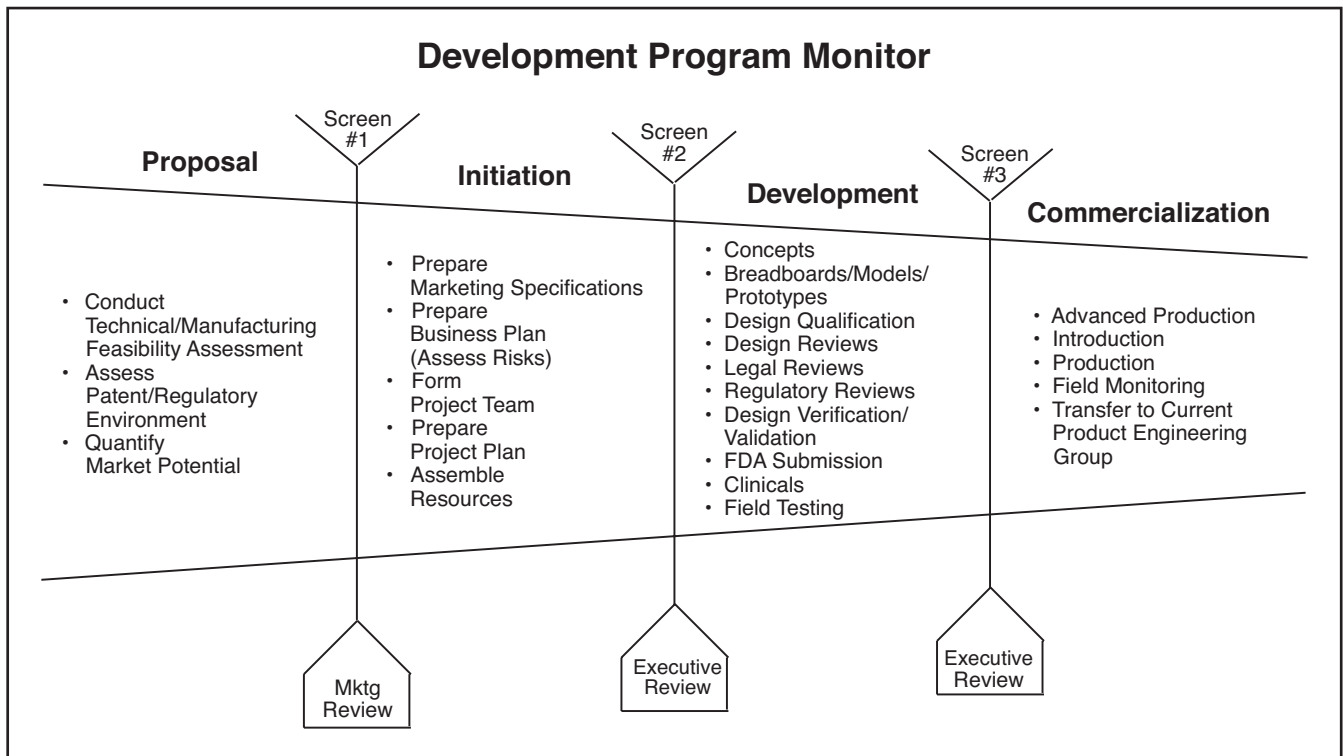 Development Program Monitor
Screen
#1
Screen
#2
Screen
#3
Proposal
Initiation
Development
Commercialization
• Conduct
Technical/Manufacturing
Feasibility Assessment
• Assess
Patent/Regulatory
Environment
• Quantify
Market Potential
• Prepare
Marketing Specifications
• Prepare
Business Plan
(Assess Risks)
• Form
Project Team
• Prepare
Project Plan
• Assemble
Resources
• Concepts
• Breadboards/Models/
Prototypes
• Design Qualification
• Design Reviews
• Legal Reviews
• Regulatory Reviews
• Design Verification/
Validation
• FDA Submission
• Clinicals
• Field Testing
• Advanced Production
• Introduction
• Production
• Field Monitoring
• Transfer to Current
Product Engineering
Group
Mktg
Review
Executive
Review
Executive
Review